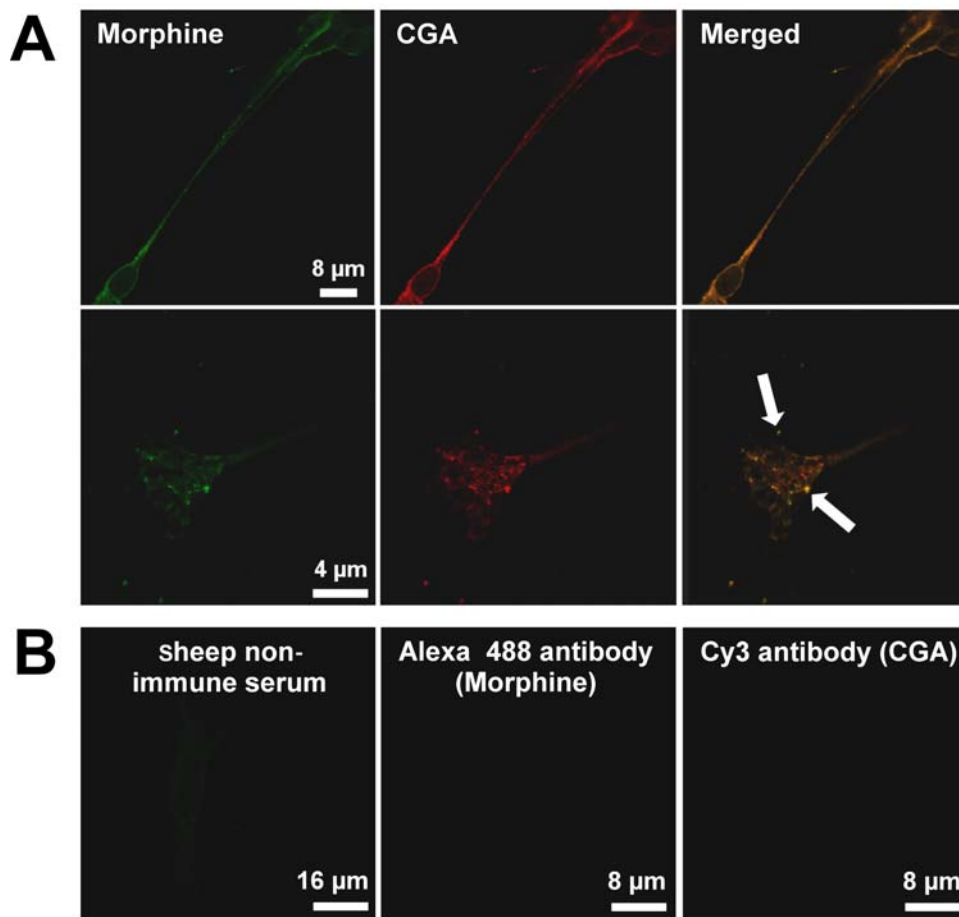 A
Morphine
CGA
Merged
8 µm
4 µm
B
sheep non-
immune serum
Alexa 488 antibody
(Morphine)
Cy3 antibody (CGA)
16 µm
8 µm
8 µm